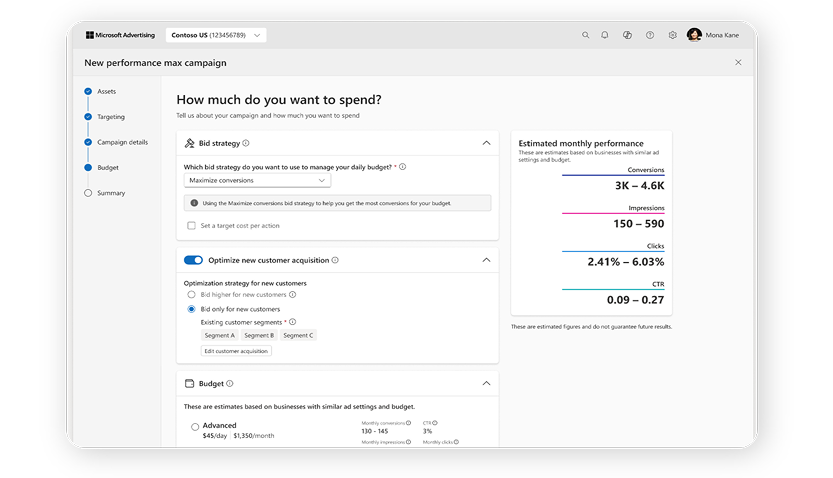 Microsoft Advertising
Contoso US (123456789)
Mona Kane
New performance max campaign
Assets
Targeting
Campaign details
Budget
Summary
How much do you want to spend?
Tell us about your campaign and how much you want to spend
Bid strategy
Which bid strategy do you want to use to manage your daily budget? *
Maximize conversions
Using the Maximize conversions bid strategy to help you get the most conversions for your budget.
Set a target cost per action
Optimize new customer acquisition
Optimization strategy for new customers
Bid higher for new customers
Bid only for new customers
Existing customer segments *
Segment A Segment B Segment C
Edit customer acquisition
Budget
These are estimates based on businesses with similar ad settings and budget.
Advanced
$45/day $1,350/month
Monthly conversions CTR
130 - 145 3%
Monthly impressions Monthly clicks
Estimated monthly performance
These are estimates based on businesses with similar ad
settings and budget.
Conversions
3K – 4.6K
Impressions
150 – 590
Clicks
2.41% – 6.03%
CTR
0.09 – 0.27
These are estimated figures and do not guarantee future results.